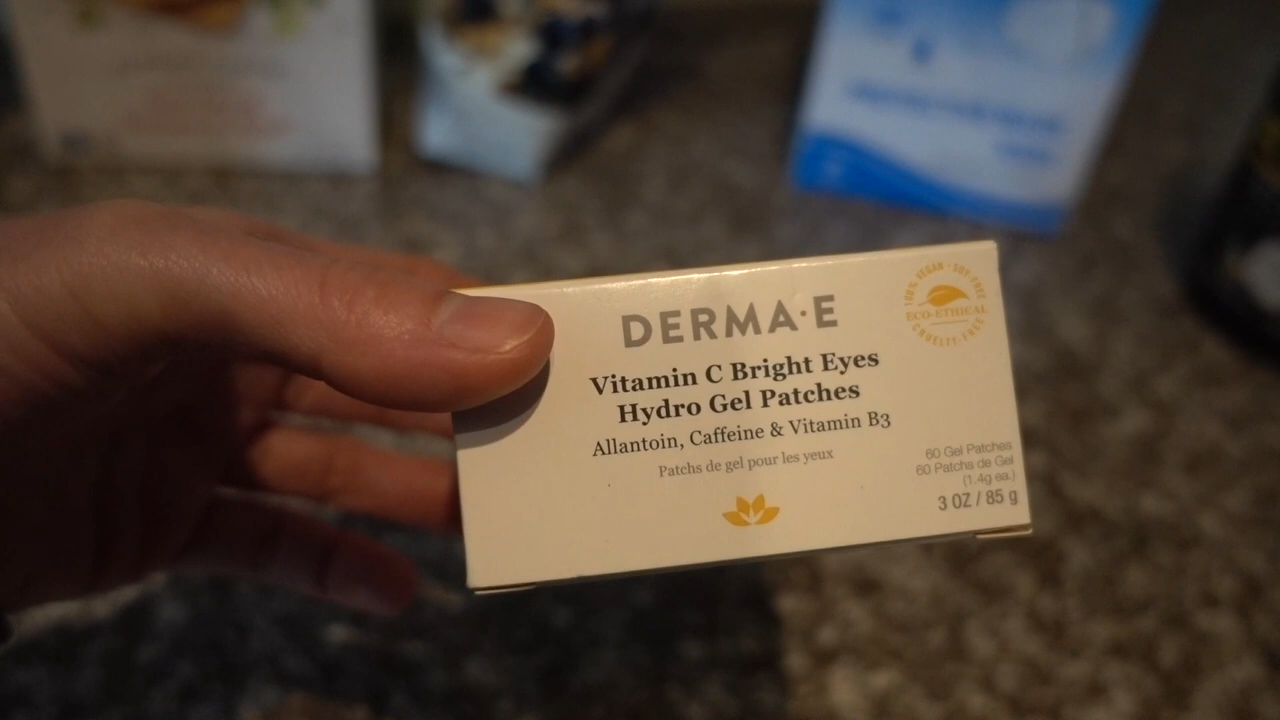 DERMA·E
100% VEGAN · SOY-FREE
ECO-ETHICAL
CRUELTY-FREE
Vitamin C Bright Eyes
Hydro Gel Patches
Allantoin, Caffeine & Vitamin B3
Patchs de gel pour les yeux
60 Gel Patches
60 Patchs de Gel
(1.4g ea.)
3 OZ / 85 g